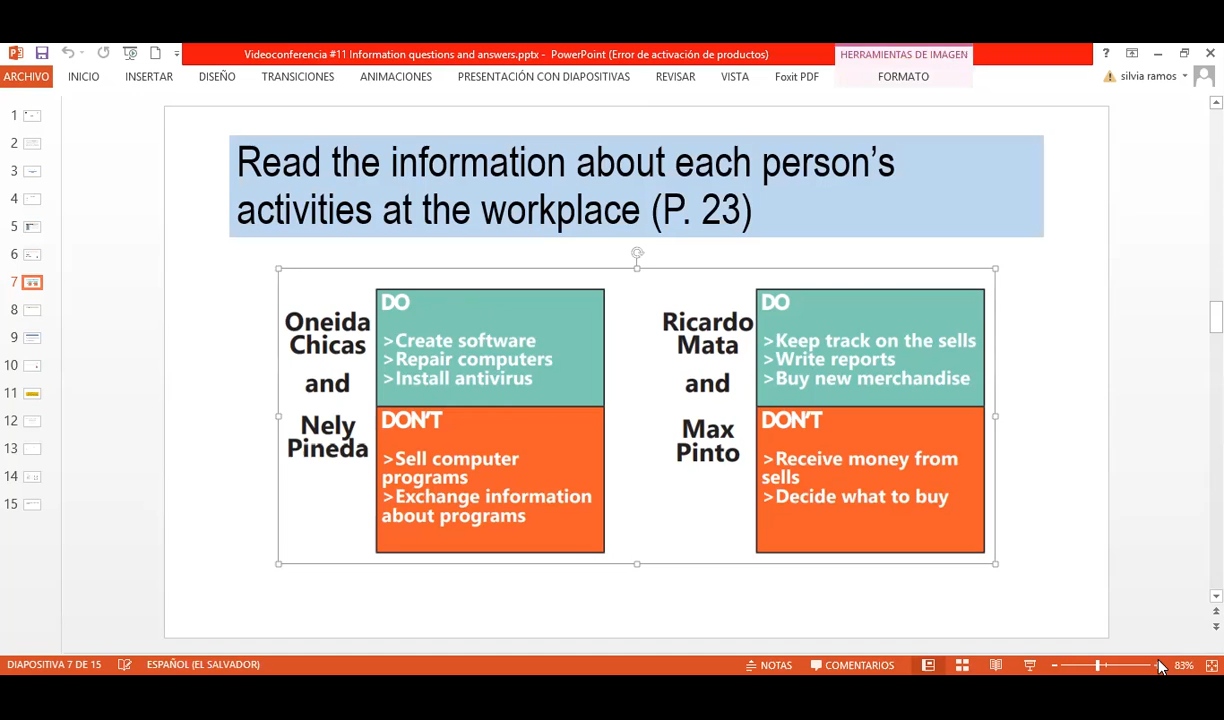 Videoconferencia #11 Information questions and answers.pptx - PowerPoint (Error de activación de productos)
HERRAMIENTAS DE IMAGEN
?
ARCHIVO INICIO INSERTAR DISEÑO TRANSICIONES ANIMACIONES PRESENTACIÓN CON DIAPOSITIVAS REVISAR VISTA Foxit PDF FORMATO silvia ramos
1
2
3
4
5
6
7
8
9
10
11
12
13
14
15
Read the information about each person's
activities at the workplace (P. 23)
Oneida
Chicas
and
Nely
Pineda
DO
>Create software
>Repair computers
>Install antivirus
DON'T
>Sell computer
programs
>Exchange information
about programs
Ricardo
Mata
and
Max
Pinto
DO
>Keep track on the sells
>Write reports
>Buy new merchandise
DON'T
>Receive money from
sells
>Decide what to buy
DIAPOSITIVA 7 DE 15 ESPAÑOL (EL SALVADOR) NOTAS COMENTARIOS 83%